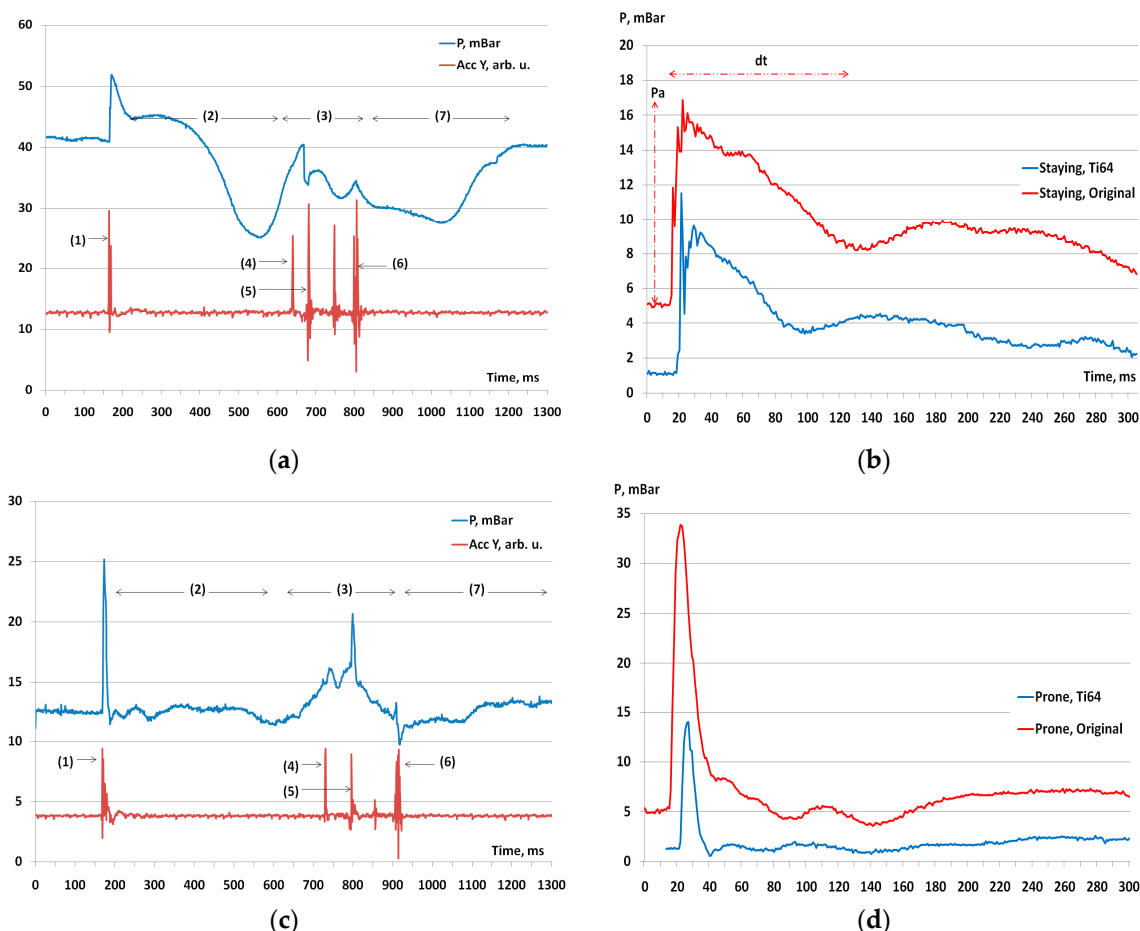 60
50
40
30
20
10
0
P, mBar
Acc Y, arb. u.
(2)
(3)
(7)
(1)
(4)
(5)
(6)
Time, ms
0 100 200 300 400 500 600 700 800 900 1000 1100 1200 1300
(a)
P, mBar
20
18
16
14
12
10
8
6
4
2
0
dt
Pa
Staying, Ti64
Staying, Original
Time, ms
0 20 40 60 80 100 120 140 160 180 200 220 240 260 280 300
(b)
30
25
20
15
10
5
0
P, mBar
Acc Y, arb. u.
(2)
(3)
(7)
(1)
(4)
(5)
(6)
Time, ms
0 100 200 300 400 500 600 700 800 900 1000 1100 1200 1300
(c)
P, mBar
35
30
25
20
15
10
5
0
Prone, Ti64
Prone, Original
0 20 40 60 80 100 120 140 160 180 200 220 240 260 280 300
(d)